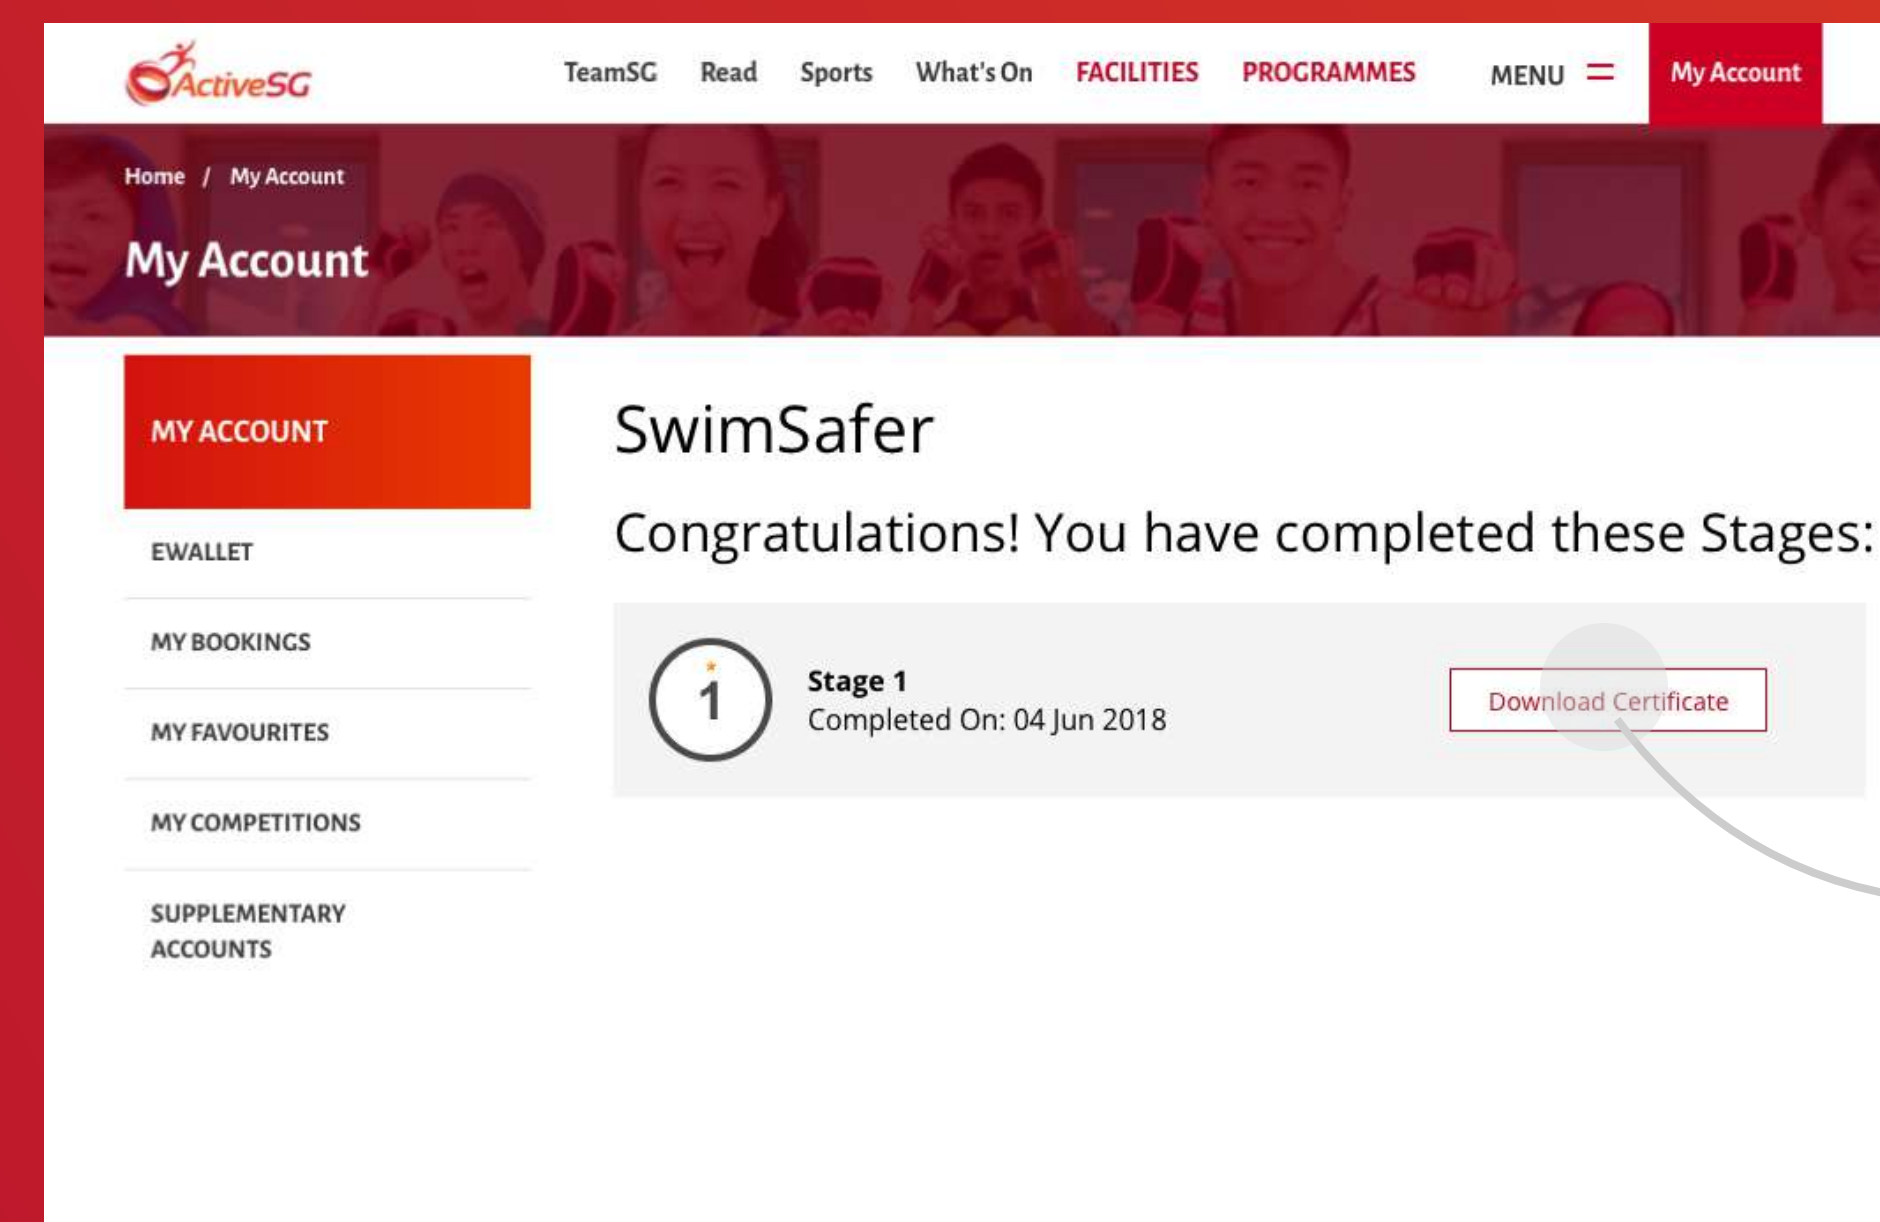 ActiveSG
TeamSG Read Sports What's On FACILITIES PROGRAMMES MENU My Account
Home / My Account
My Account
MY ACCOUNT
EWALLET
MY BOOKINGS
MY FAVOURITES
MY COMPETITIONS
SUPPLEMENTARY
ACCOUNTS
SwimSafer
Congratulations! You have completed these Stages:
1
Stage 1
Completed On: 04 Jun 2018
Download Certificate